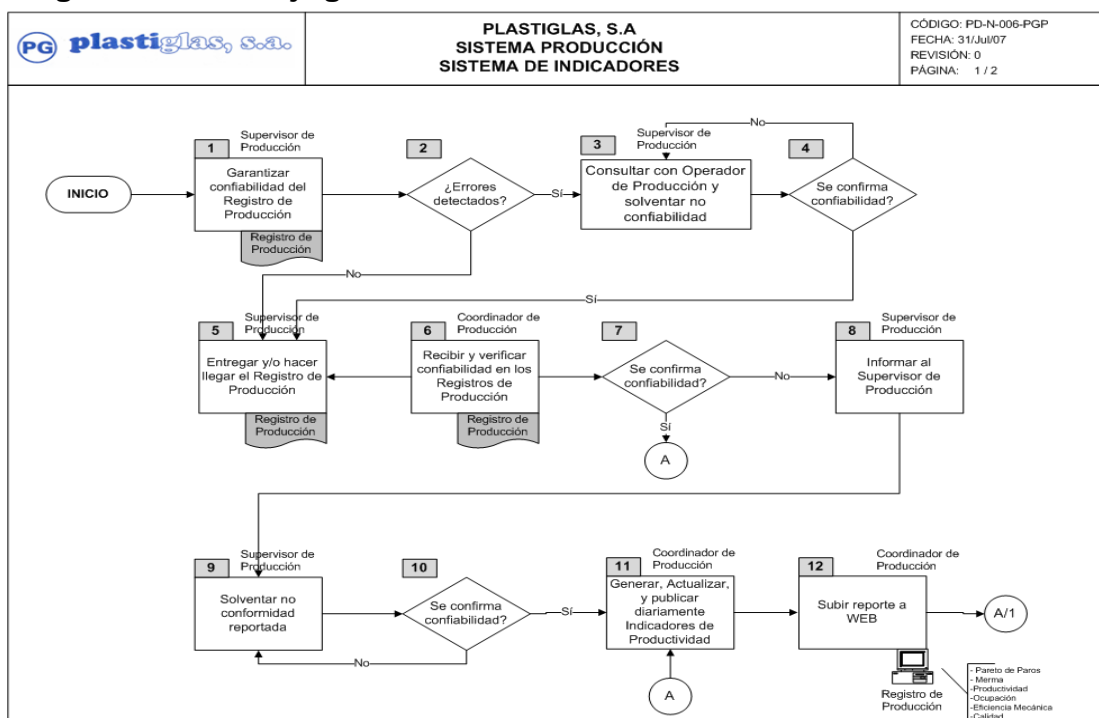 PG plastiglas, s.a.
PLASTIGLAS, S.A
SISTEMA PRODUCCIÓN
SISTEMA DE INDICADORES
CÓDIGO: PD-N-006-PGP
FECHA: 31/Jul/07
REVISIÓN: 0
PÁGINA: 1 / 2
INICIO
1
Supervisor de
Producción
Garantizar
confiabilidad del
Registro de
Producción
Registro de
Producción
2
¿Errores
detectados?
Sí
No
3
Supervisor de
Producción
Consultar con Operador
de Producción y
solventar no
confiabilidad
4
Se confirma
confiabilidad?
No
Sí
5
Supervisor de
Producción
Entregar y/o hacer
llegar el Registro de
Producción
Registro de
Producción
6
Coordinador de
Producción
Recibir y verificar
confiabilidad en los
Registros de
Producción
Registro de
Producción
7
Se confirma
confiabilidad?
No
Sí
A
8
Supervisor de
Producción
Informar al
Supervisor de
Producción
9
Supervisor de
Producción
Solventar no
conformidad
reportada
10
Se confirma
confiabilidad?
Sí
No
11
Coordinador de
Producción
Generar, Actualizar,
y publicar
diariamente
Indicadores de
Productividad
A
12
Coordinador de
Producción
Subir reporte a
WEB
A/1
Registro de
Producción
- Pareto de Paros
- Merma
-Productividad
-Ocupación
-Eficiencia Mecánica
-Calidad